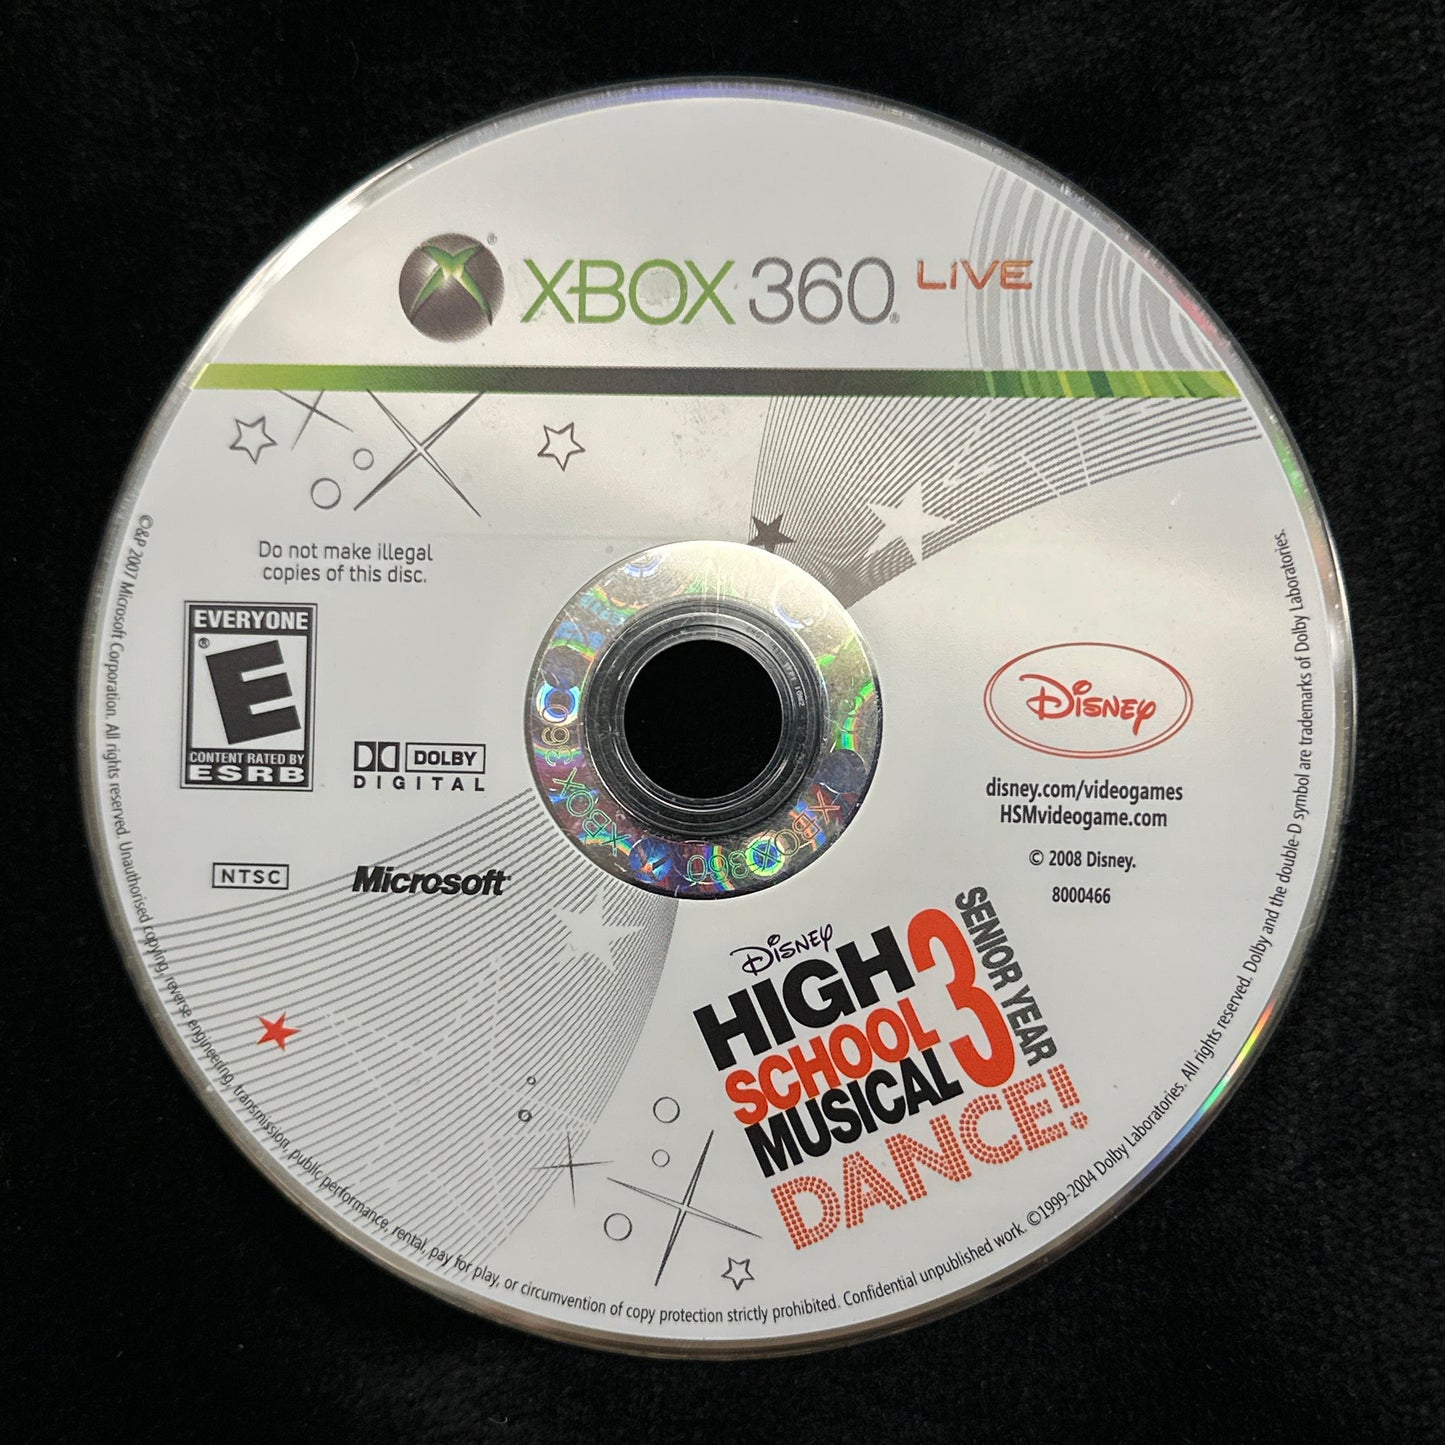 XBOX 360® LIVE
Do not make illegal
copies of this disc.
EVERYONE
E®
CONTENT RATED BY
ESRB
DOLBY
DIGITAL
NTSC
Microsoft®
Disney
disney.com/videogames
HSMvideogame.com
© 2008 Disney.
8000466
Disney
HIGH
SCHOOL
MUSICAL
3
SENIOR YEAR
DANCE!
©&℗ 2007 Microsoft Corporation. All rights reserved. Unauthorised copying, reverse engineering, transmission, public performance, rental, pay for play, or circumvention of copy protection strictly prohibited. Confidential unpublished work. ©1999-2004 Dolby Laboratories. All rights reserved. Dolby and the double-D symbol are trademarks of Dolby Laboratories.
XBOX 360
XBOX 360
XBOX 360